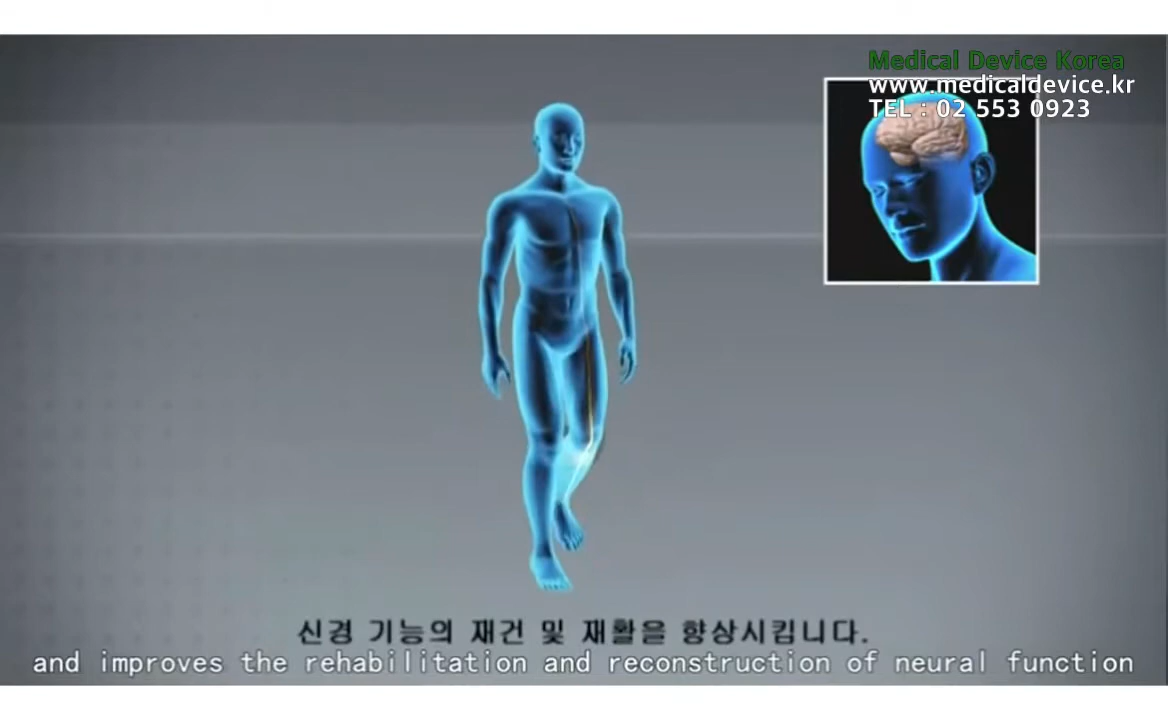 Medical Device Korea
www.medicaldevice.kr
TEL : 02 553 0923
신경 기능의 재건 및 재활을 향상시킵니다.
and improves the rehabilitation and reconstruction of neural function